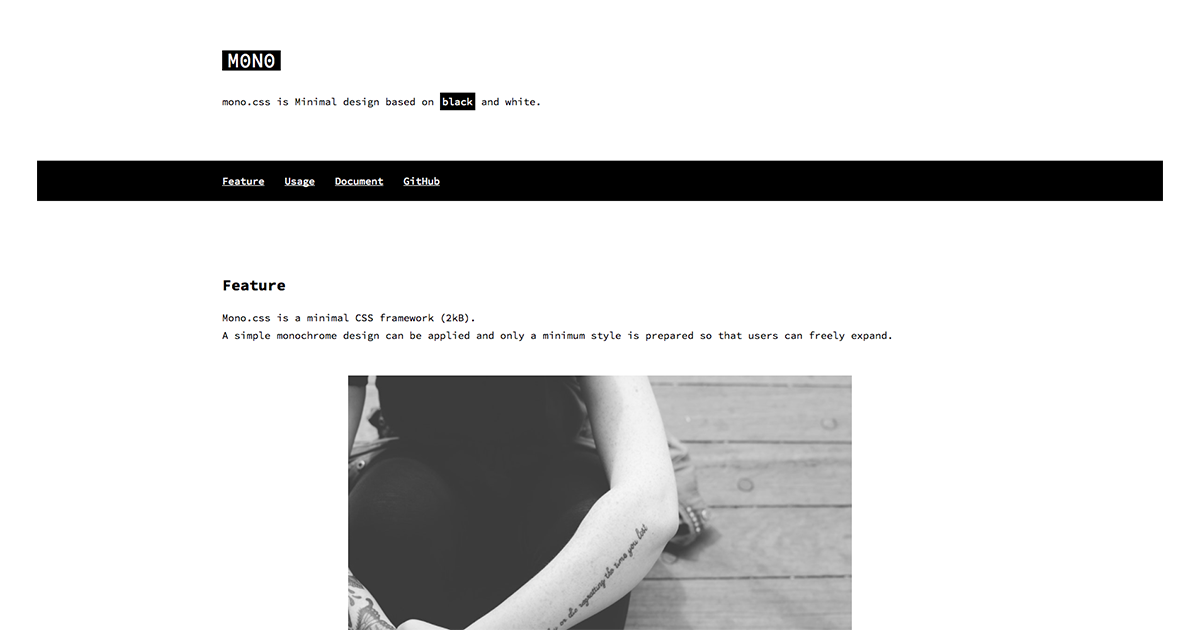 MONO
mono.css is Minimal design based on black and white.
Feature Usage Document GitHub
Feature
Mono.css is a minimal CSS framework (2kB).
A simple monochrome design can be applied and only a minimum style is prepared so that users can freely expand.
or die regretting the time you lost